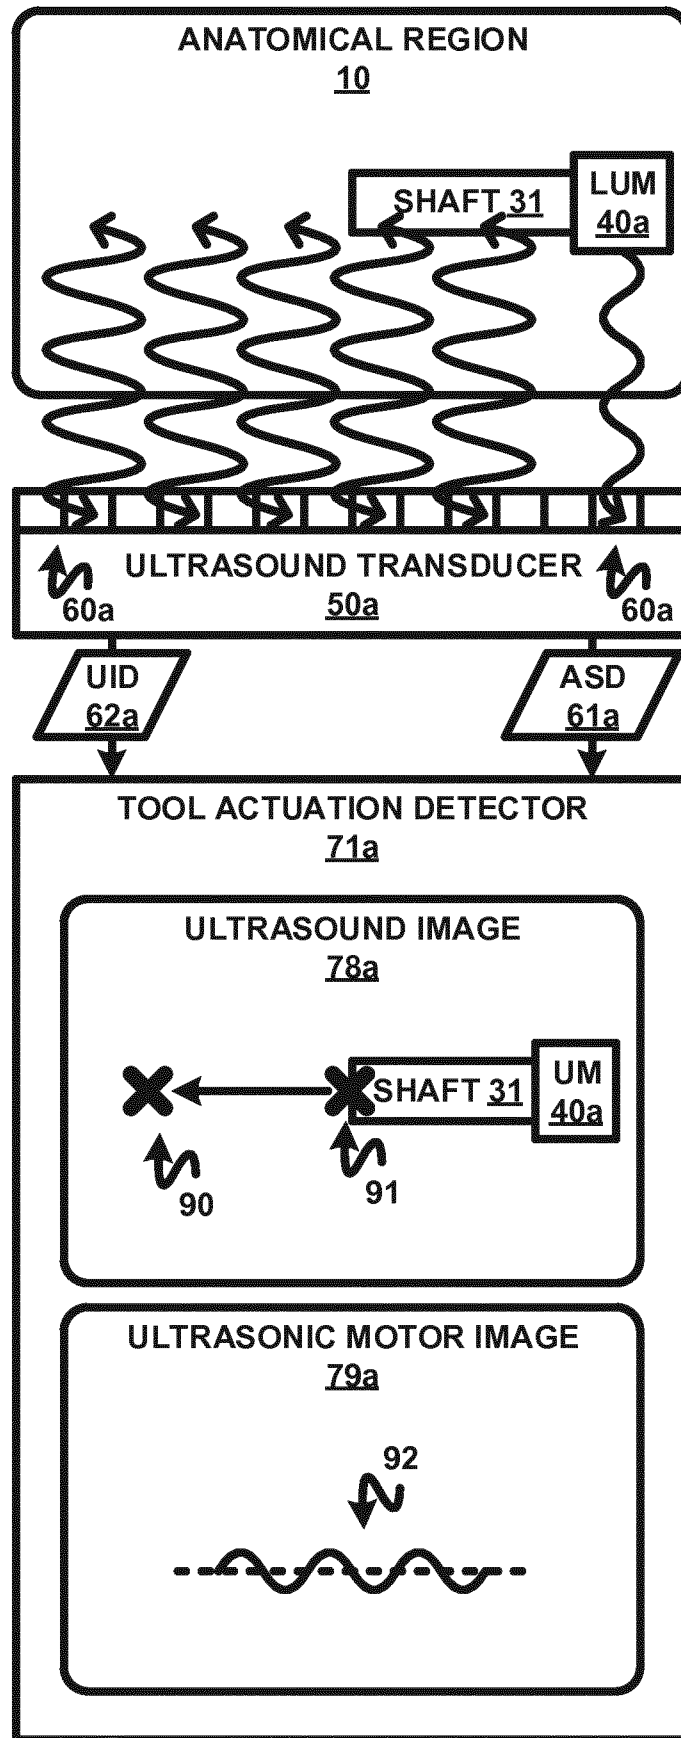 ANATOMICAL REGION
10
SHAFT 31
LUM
40a
ULTRASOUND TRANSDUCER
50a
60a
60a
UID
62a
ASD
61a
TOOL ACTUATION DETECTOR
71a
ULTRASOUND IMAGE
78a
SHAFT 31
UM
40a
90
91
ULTRASONIC MOTOR IMAGE
79a
92